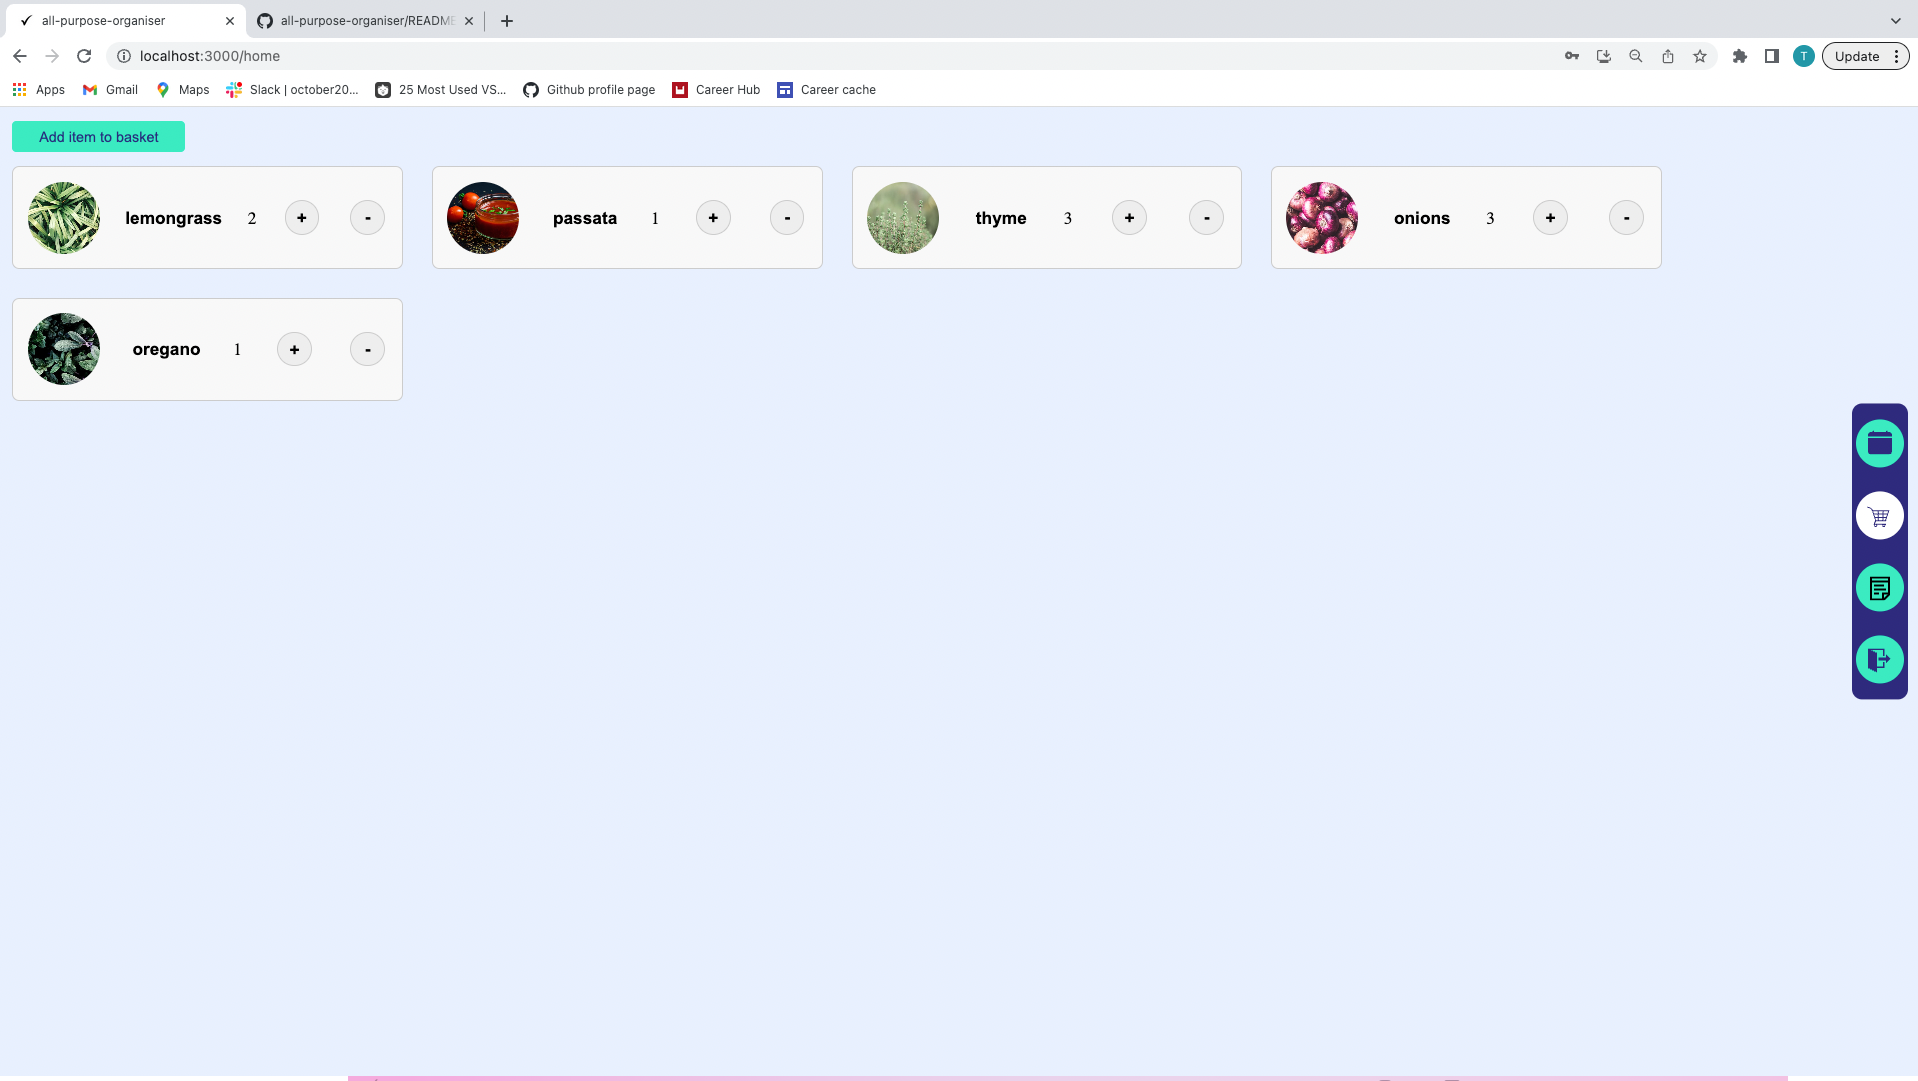 all-purpose-organiser
all-purpose-organiser/README
localhost:3000/home
T
Update
Apps
Gmail
Maps
Slack | october20...
25 Most Used VS...
Github profile page
Career Hub
Career cache
Add item to basket
lemongrass 2 + -
passata 1 + -
thyme 3 + -
onions 3 + -
oregano 1 + -